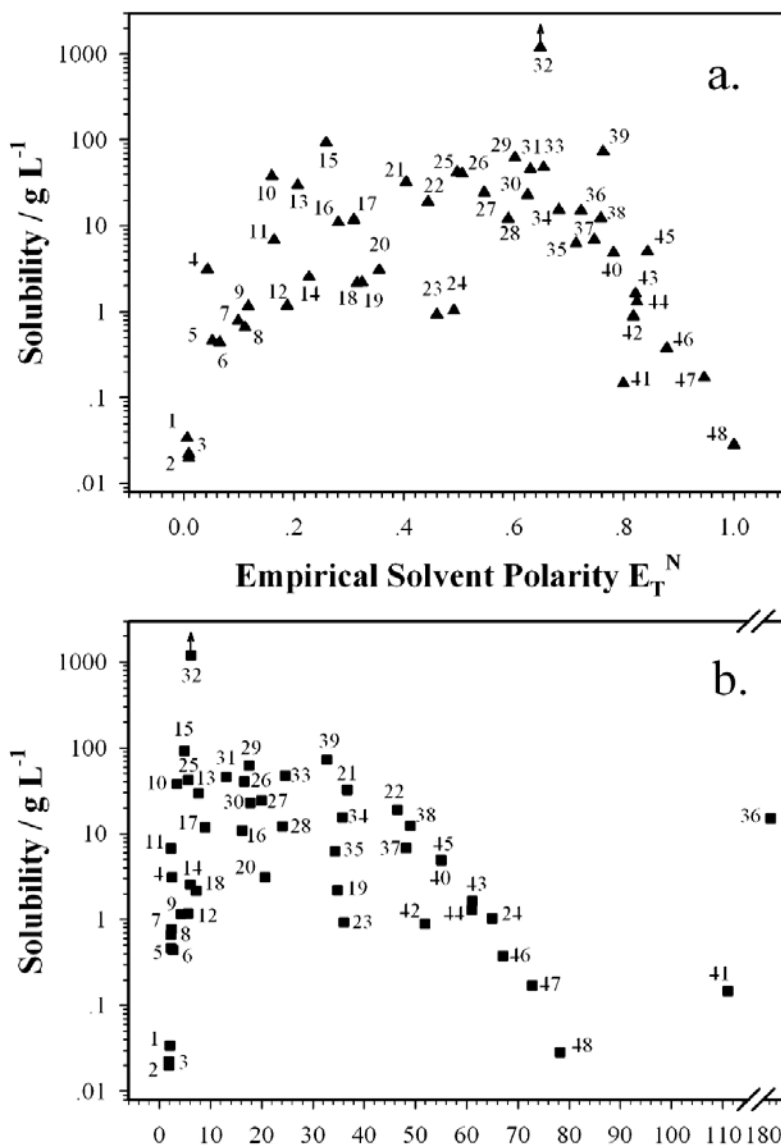 a.
Solubility / g L-1
1000
100
10
1
.1
.01
32
29 31 33 39
15 25 26
10 13 21 22 30
16 17 27 28 34 36 38
11 35 37 45
4 20 40
9 12 14 18 19 24 43
7 23 44
5 8 42
6 46
41 47
1
3 48
2
0.0 .2 .4 .6 .8 1.0
Empirical Solvent Polarity ETN
b.
Solubility / g L-1
1000
100
10
1
.1
.01
32
15 29 39
25 31
10 13 26 33 21
30 27 22
17 16 28 34 38 36
11 35 37 45
4 14 20 40
18 19
9 12 43
7 23 42 44 24
8
5 6 46
47 41
1
3 48
2
0 10 20 30 40 50 60 70 80 90 100 110 180